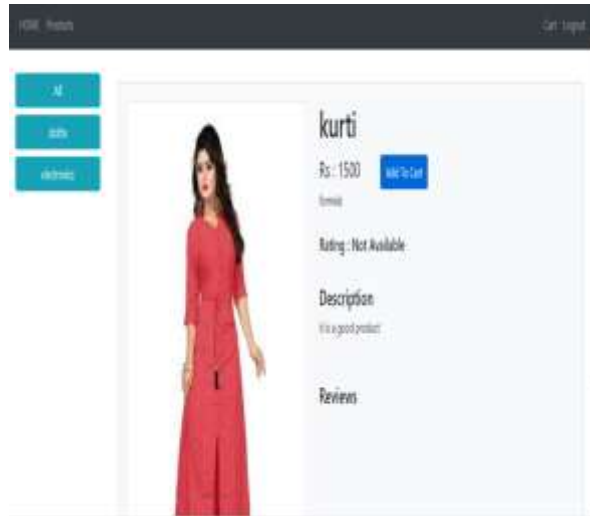 HOME Products
Cart Logout
All
cloths
electronics
kurti
Rs : 1500
Add To Cart
Rating : Not Available
Description
it is a good product
Reviews